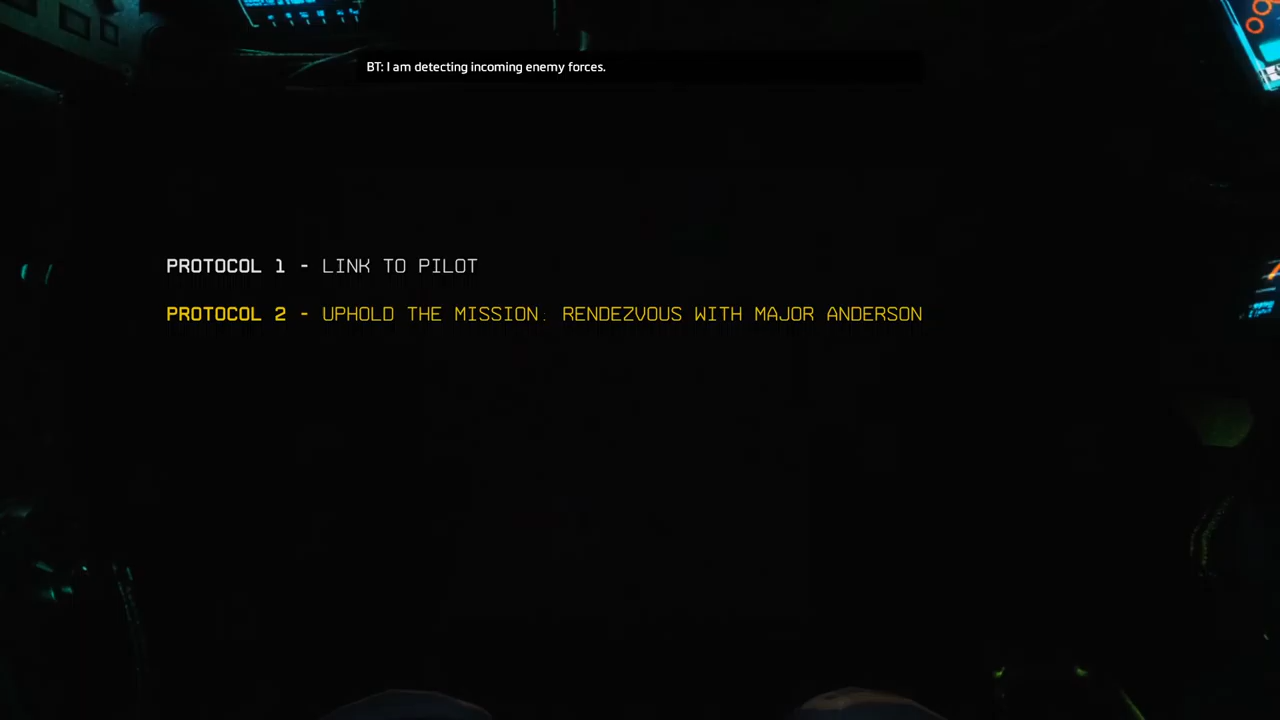 BT: I am detecting incoming enemy forces.
PROTOCOL 1 - LINK TO PILOT
PROTOCOL 2 - UPHOLD THE MISSION. RENDEZVOUS WITH MAJOR ANDERSON